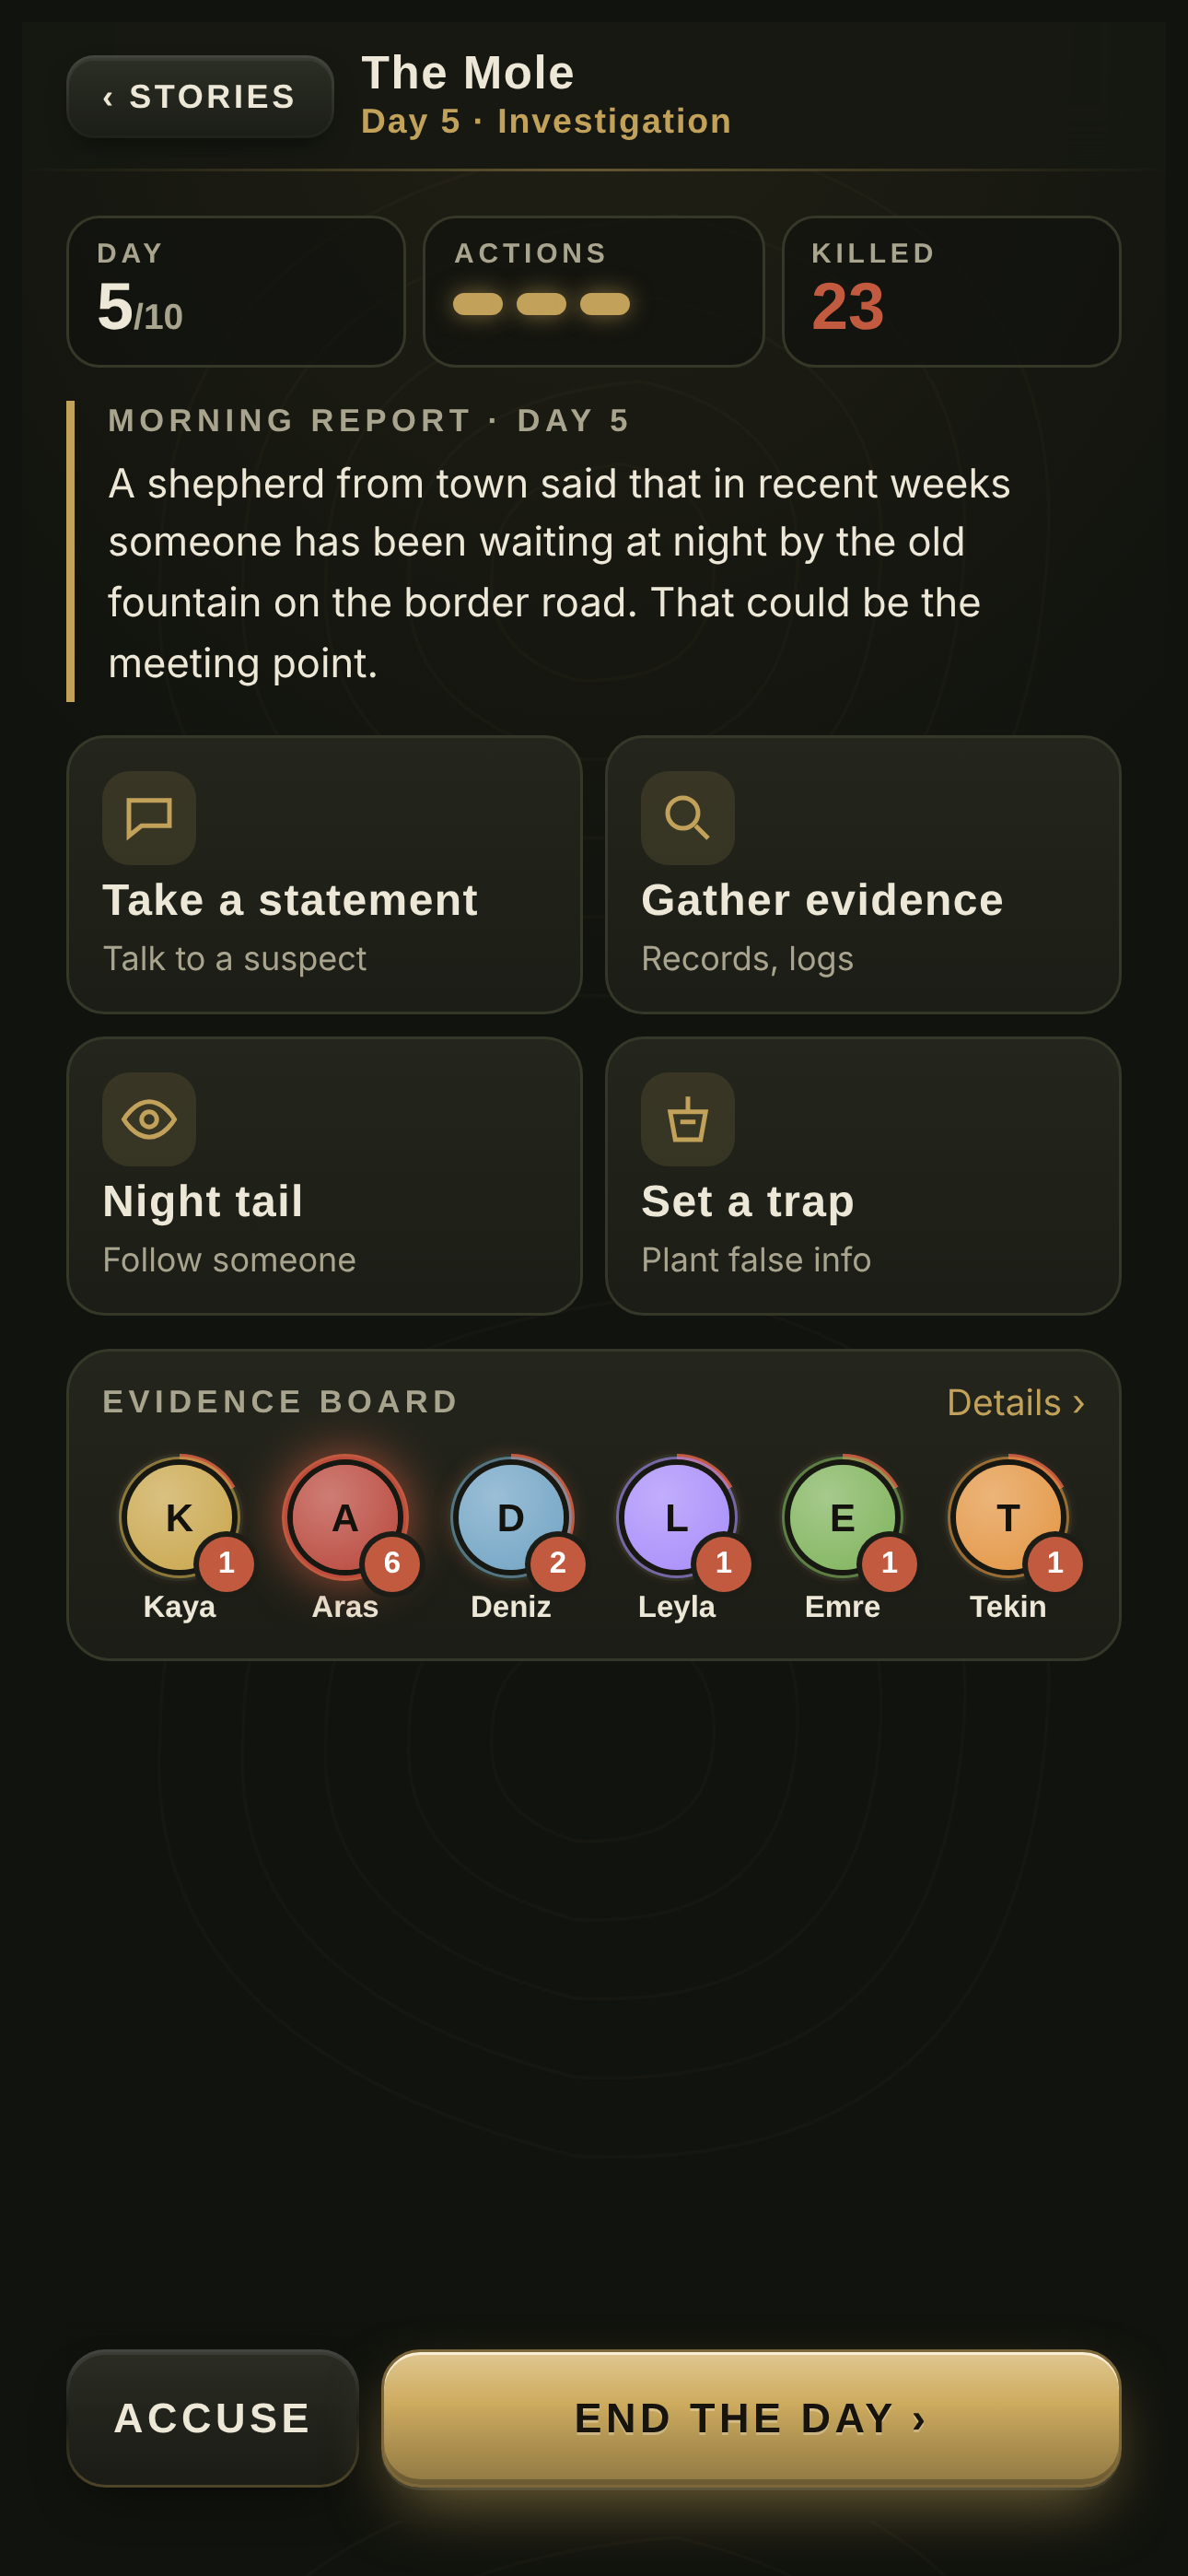 ‹ STORIES
The Mole
Day 5 · Investigation
DAY
5/10
ACTIONS
KILLED
23
MORNING REPORT · DAY 5
A shepherd from town said that in recent weeks
someone has been waiting at night by the old
fountain on the border road. That could be the
meeting point.
Take a statement
Talk to a suspect
Gather evidence
Records, logs
Night tail
Follow someone
Set a trap
Plant false info
EVIDENCE BOARD
Details ›
K
1
Kaya
A
6
Aras
D
2
Deniz
L
1
Leyla
E
1
Emre
T
1
Tekin
ACCUSE
END THE DAY ›